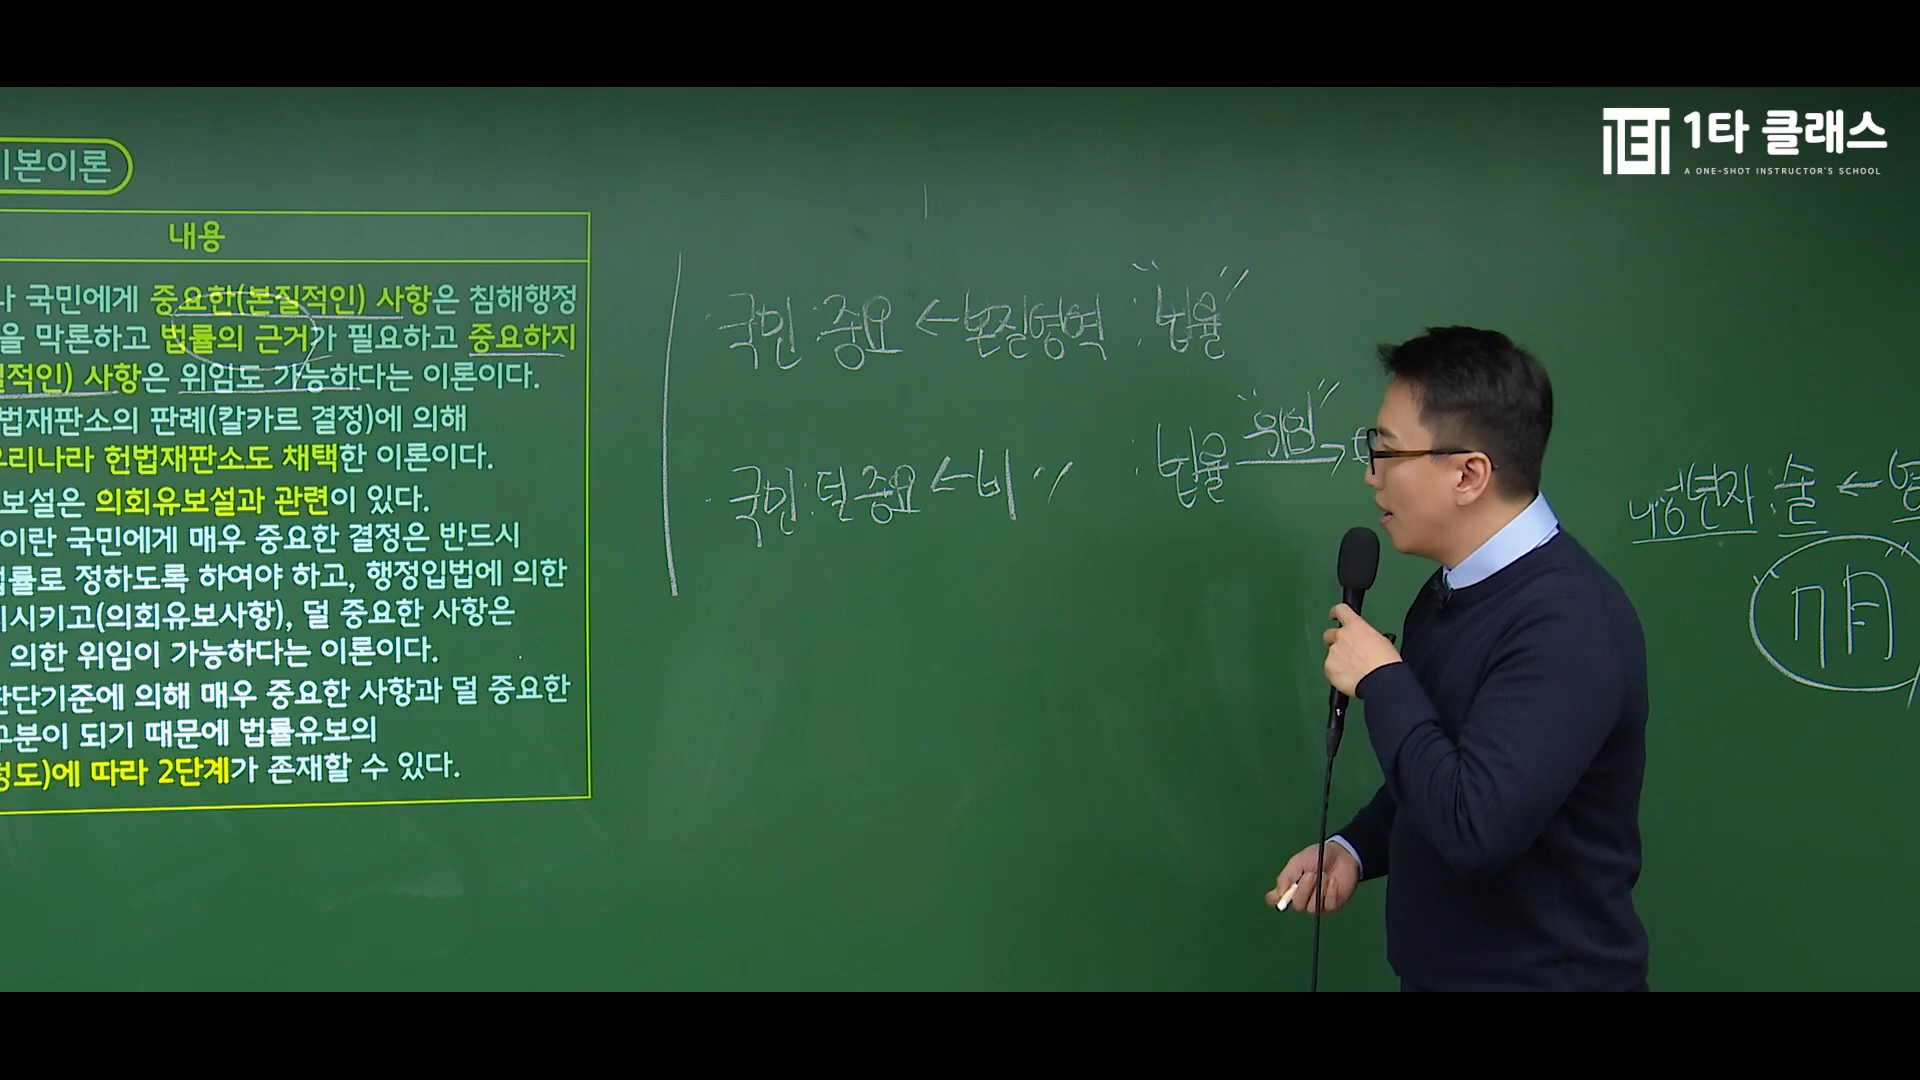 1타 클래스
A ONE-SHOT INSTRUCTOR'S SCHOOL
기본이론
내용
나 국민에게 중요한(본질적인) 사항은 침해행정
을 막론하고 법률의 근거가 필요하고 중요하지
질적인) 사항은 위임도 가능하다는 이론이다.
법재판소의 판례(칼카르 결정)에 의해
우리나라 헌법재판소도 채택한 이론이다.
보설은 의회유보설과 관련이 있다.
이란 국민에게 매우 중요한 결정은 반드시
법률로 정하도록 하여야 하고, 행정입법에 의한
시키고(의회유보사항), 덜 중요한 사항은
의한 위임이 가능하다는 이론이다.
판단기준에 의해 매우 중요한 사항과 덜 중요한
구분이 되기 때문에 법률유보의
정도)에 따라 2단계가 존재할 수 있다.
국민 : 중요 ← 본질영역 : "법률"
국민 : 덜 중요 ← 비 〃 : 법률 "위임" →
미성년자 : 술 ←